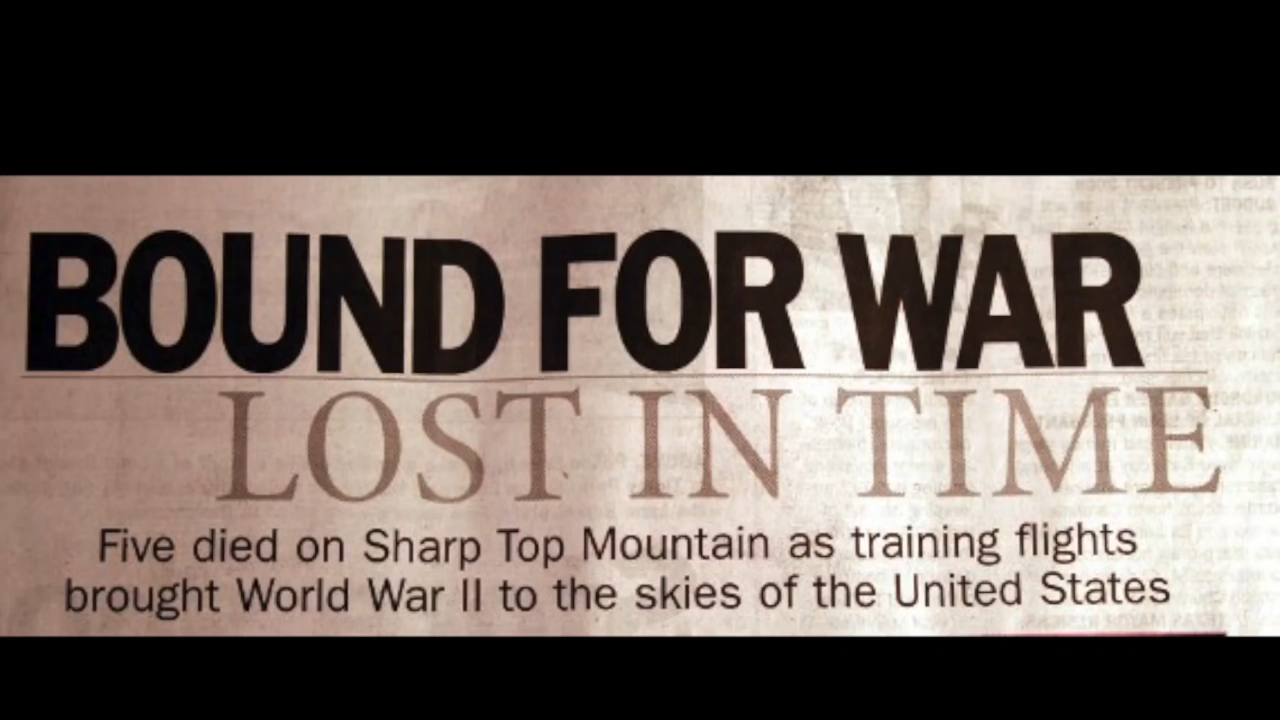 BOUND FOR WAR
LOST IN TIME
Five died on Sharp Top Mountain as training flights
brought World War II to the skies of the United States